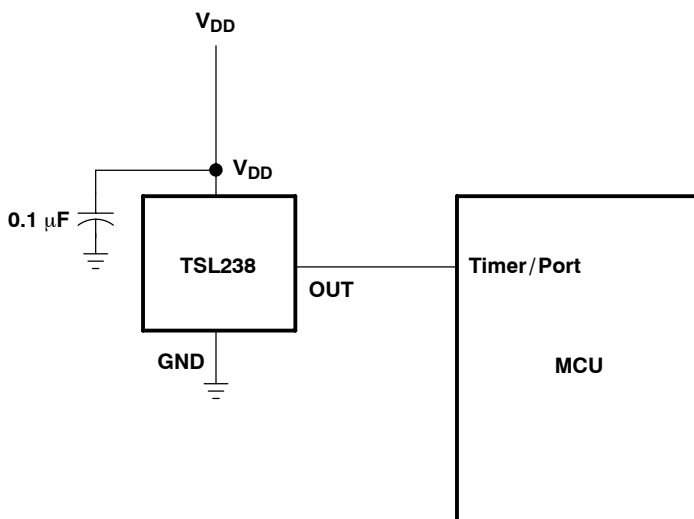 VDD
VDD
0.1 μF
TSL238
OUT
GND
Timer/Port
MCU